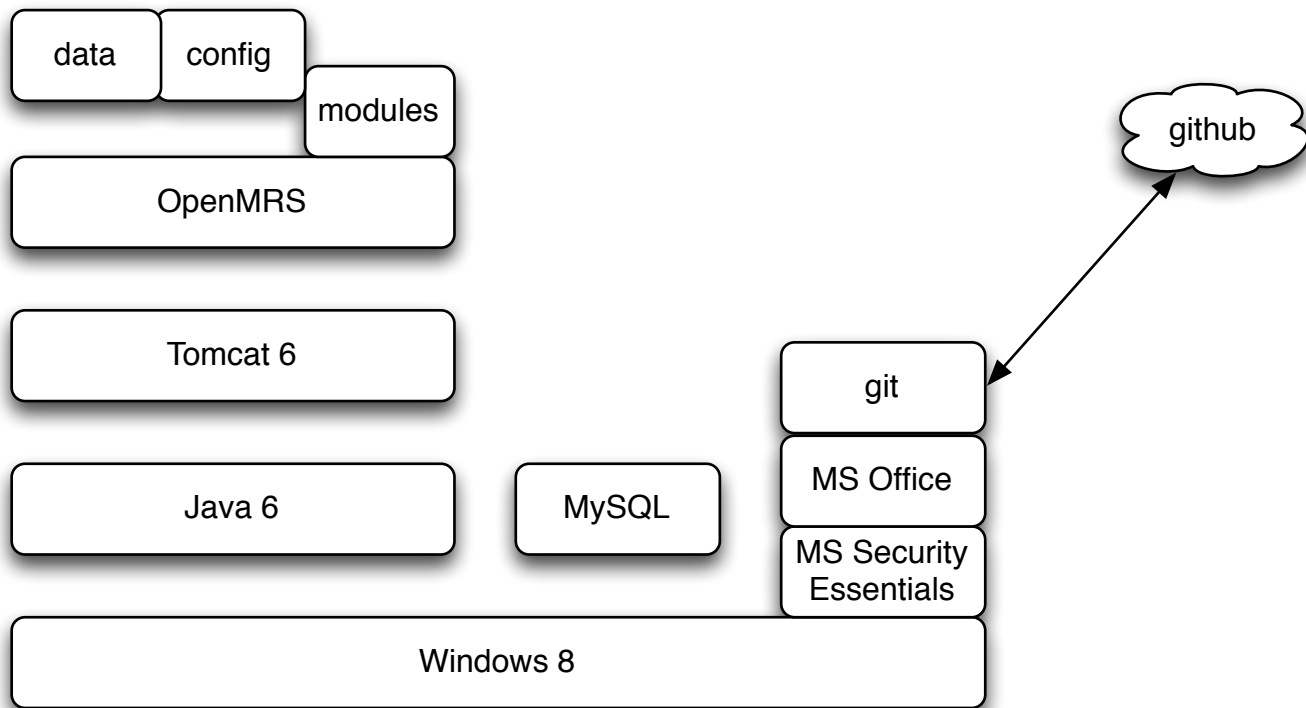 data
config
modules
github
OpenMRS
Tomcat 6
git
MS Office
Java 6
MySQL
MS Security
Essentials
Windows 8